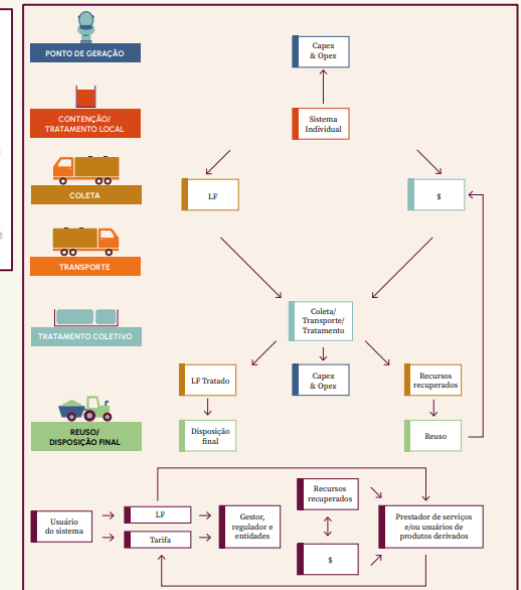 PONTO DE GERAÇÃO
Capex
& Opex
CONTENÇÃO/
TRATAMENTO LOCAL
Sistema
Individual
COLETA
LF
$
TRANSPORTE
TRATAMENTO COLETIVO
Coleta/
Transporte/
Tratamento
LF Tratado
Capex
& Opex
Recursos
recuperados
REUSO/
DISPOSIÇÃO FINAL
Disposição
final
Reuso
Usuário
do sistema
LF
Tarifa
Gestor,
regulador e
entidades
Recursos
recuperados
$
Prestador de serviços
e/ou usuários de
produtos derivados